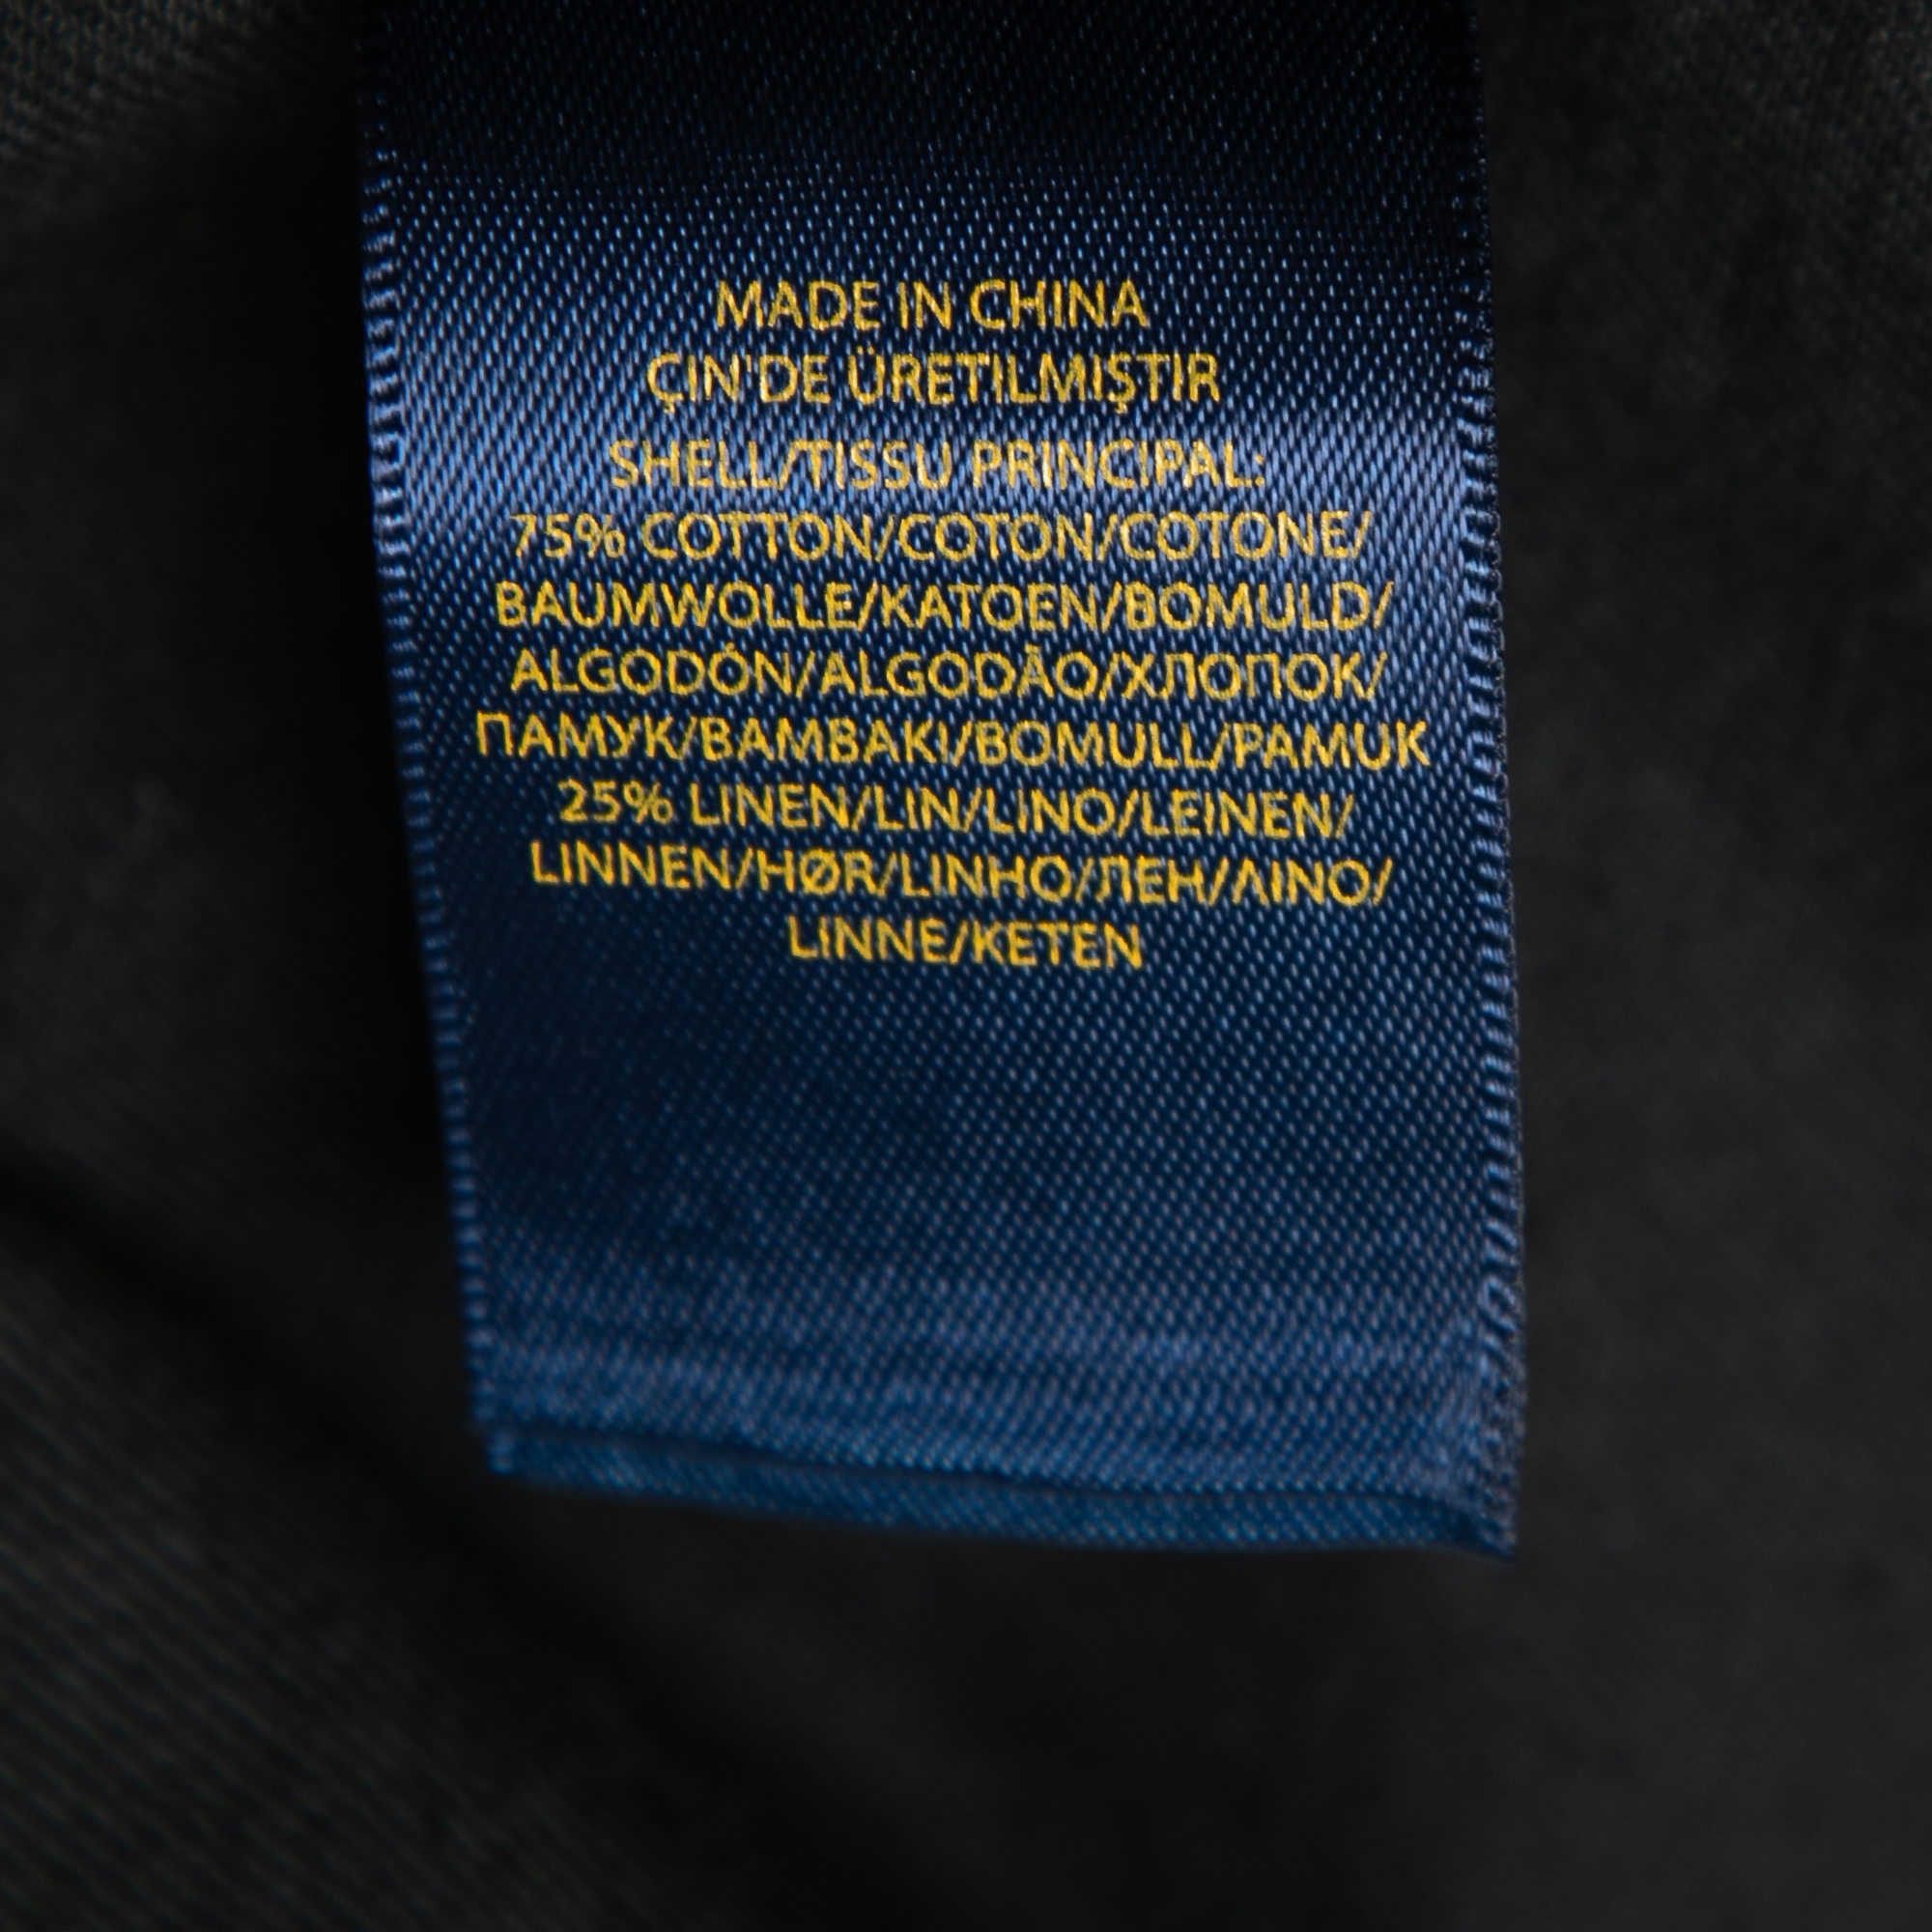 MADE IN CHINA
ÇIN'DE ÜRETILMIŞTIR
SHELL/TISSU PRINCIPAL:
75% COTTON/COTON/COTONE/
BAUMWOLLE/KATOEN/BOMULD/
ALGODÓN/ALGODÃO/ХЛОПОК/
ПАМУК/ΒΑΜΒΑΚΙ/BOMULL/PAMUK
25% LINEN/LIN/LINO/LEINEN/
LINNEN/HØR/LINHO/ЛЕН/ΛΙΝΟ/
LINNE/KETEN